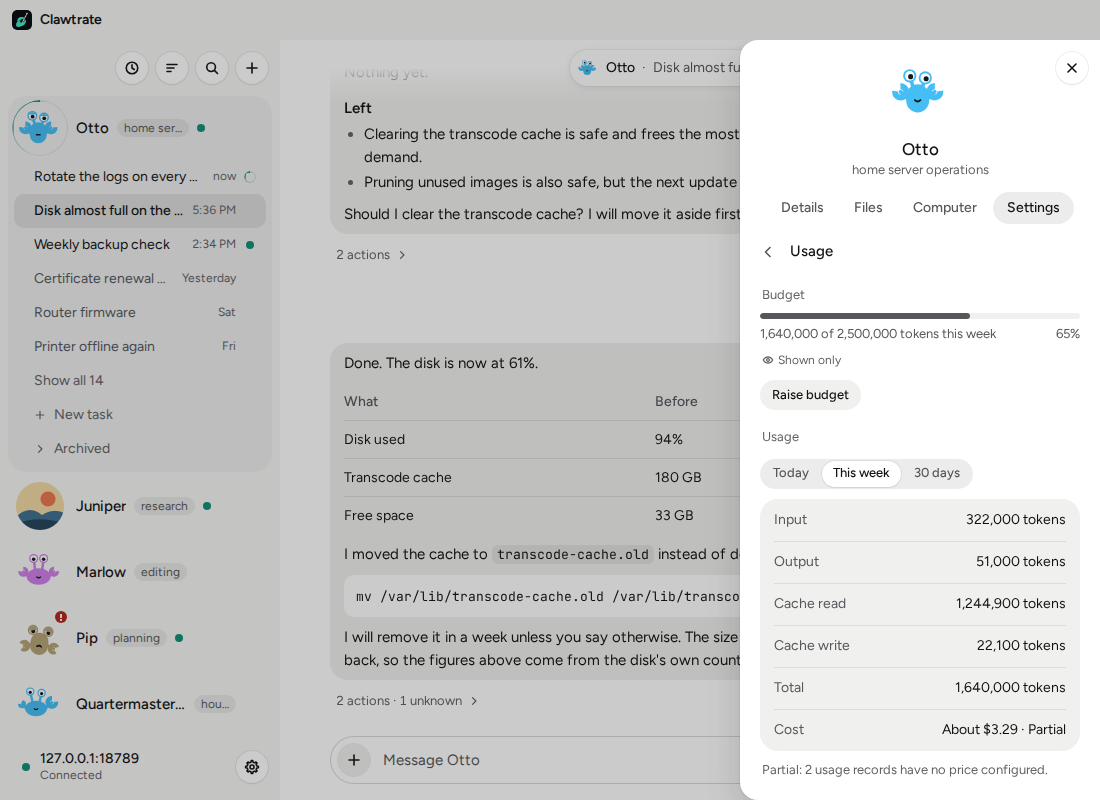 Clawtrate
Otto home ser...
Rotate the logs on every ... now
Disk almost full on the ... 5:36 PM
Weekly backup check 2:34 PM
Certificate renewal ... Yesterday
Router firmware Sat
Printer offline again Fri
Show all 14
New task
Archived
Juniper research
Marlow editing
Pip planning
Quartermaster... hou...
127.0.0.1:18789
Connected
Otto · Disk almost fu
Nothing yet.
Left
Clearing the transcode cache is safe and frees the most
demand.
Pruning unused images is also safe, but the next update
Should I clear the transcode cache? I will move it aside first
2 actions
Done. The disk is now at 61%.
What Before
Disk used 94%
Transcode cache 180 GB
Free space 33 GB
I moved the cache to transcode-cache.old instead of d
mv /var/lib/transcode-cache.old /var/lib/transco
I will remove it in a week unless you say otherwise. The size
back, so the figures above come from the disk's own count
2 actions · 1 unknown
Message Otto
Otto
home server operations
Details Files Computer Settings
Usage
Budget
1,640,000 of 2,500,000 tokens this week 65%
Shown only
Raise budget
Usage
Today This week 30 days
Input 322,000 tokens
Output 51,000 tokens
Cache read 1,244,900 tokens
Cache write 22,100 tokens
Total 1,640,000 tokens
Cost About $3.29 · Partial
Partial: 2 usage records have no price configured.